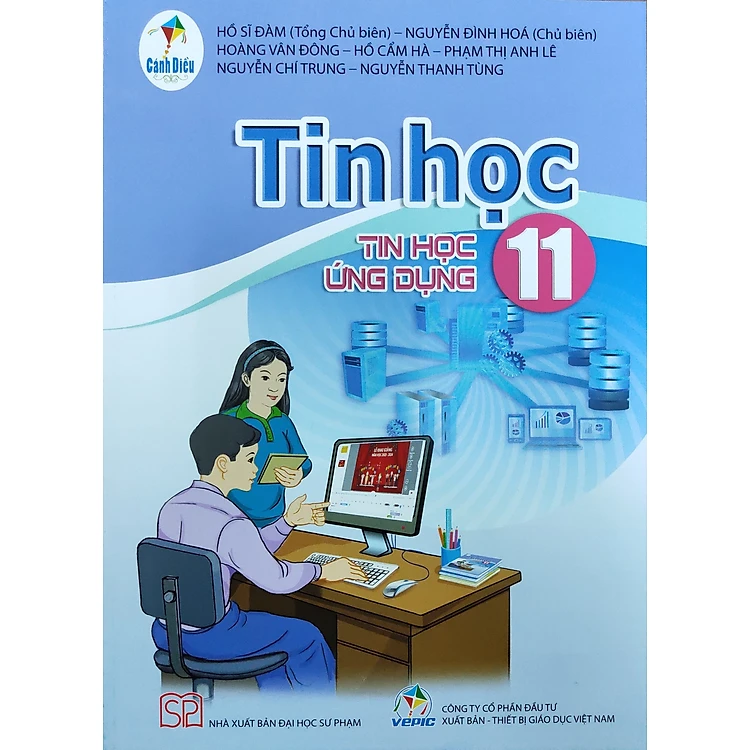 Cánh Diều
HỒ SĨ ĐÀM (Tổng Chủ biên) – NGUYỄN ĐÌNH HOÁ (Chủ biên)
HOÀNG VÂN ĐÔNG – HỒ CẨM HÀ – PHẠM THỊ ANH LÊ
NGUYỄN CHÍ TRUNG – NGUYỄN THANH TÙNG
Tin học
TIN HỌC
ỨNG DỤNG
11
SP
NHÀ XUẤT BẢN ĐẠI HỌC SƯ PHẠM
VEPIC
CÔNG TY CỔ PHẦN ĐẦU TƯ
XUẤT BẢN - THIẾT BỊ GIÁO DỤC VIỆT NAM